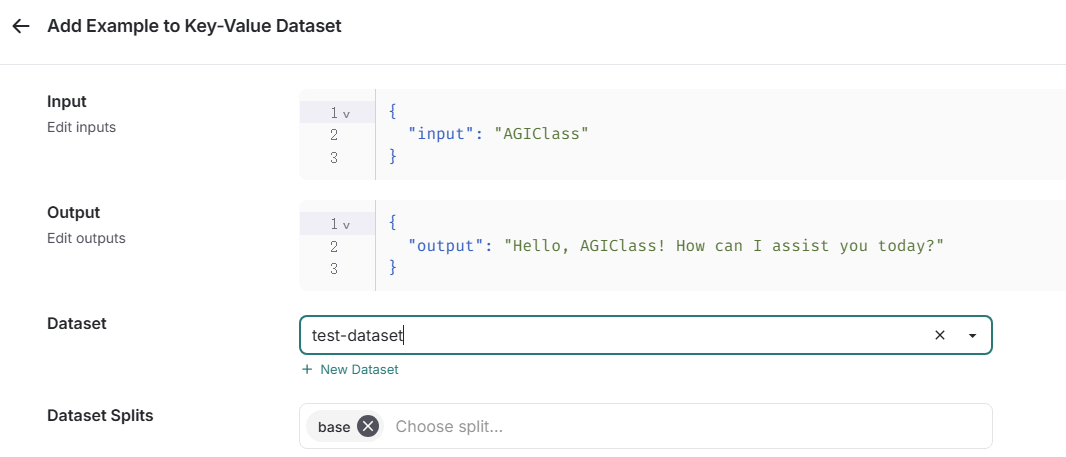 Add Example to Key-Value Dataset
Input
Edit inputs
1 {
2 "input": "AGIClass"
3 }
Output
Edit outputs
1 {
2 "output": "Hello, AGIClass! How can I assist you today?"
3 }
Dataset
test-dataset
+ New Dataset
Dataset Splits
base Choose split...